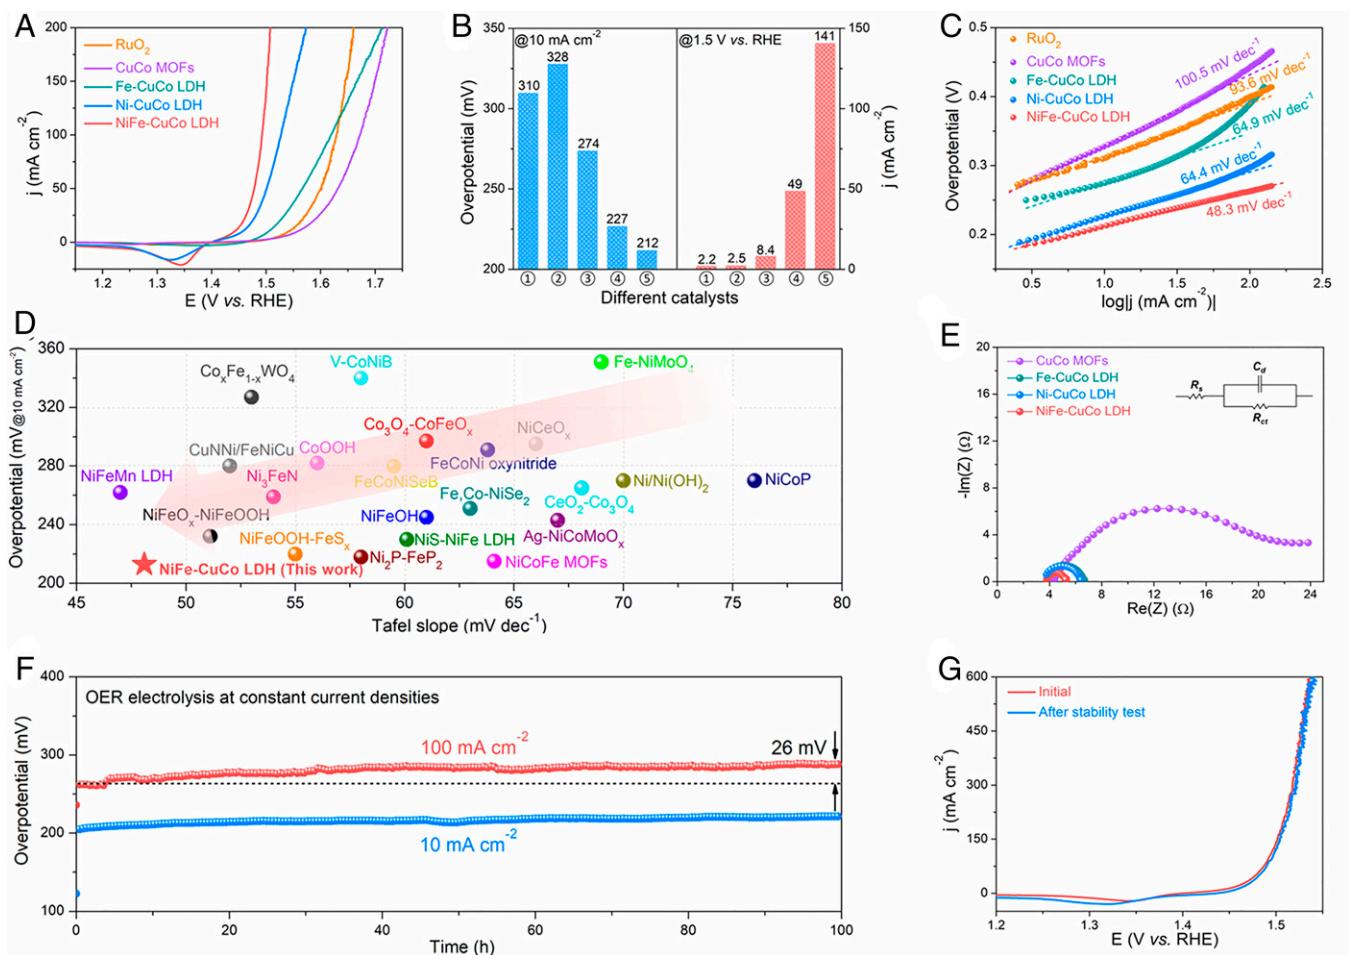 A
200
150
100
50
0
j (mA cm⁻²)
RuO₂
CuCo MOFs
Fe-CuCo LDH
Ni-CuCo LDH
NiFe-CuCo LDH
1.2 1.3 1.4 1.5 1.6 1.7
E (V vs. RHE)
B
350
300
250
200
Overpotential (mV)
@10 mA cm⁻²
310
328
274
227
212
@1.5 V vs. RHE
2.2
2.5
8.4
49
141
150
100
50
0
j (mA cm⁻²)
① ② ③ ④ ⑤ ① ② ③ ④ ⑤
Different catalysts
C
0.5
0.4
0.3
0.2
Overpotential (V)
RuO₂
CuCo MOFs
Fe-CuCo LDH
Ni-CuCo LDH
NiFe-CuCo LDH
100.5 mV dec⁻¹
93.6 mV dec⁻¹
64.9 mV dec⁻¹
64.4 mV dec⁻¹
48.3 mV dec⁻¹
0.5 1.0 1.5 2.0 2.5
log|j (mA cm⁻²)|
D
360
320
280
240
200
Overpotential (mV@10 mA cm⁻²)
V-CoNiB
Fe-NiMoO₄
CoₓFe₁₋ₓWO₄
Co₃O₄-CoFeOₓ
NiCeOₓ
CuNNi/FeNiCu
CoOOH
FeCoNi oxynitride
NiFeMn LDH
Ni₃FeN
FeCoNiSeB
Ni/Ni(OH)₂
NiCoP
Fe,Co-NiSe₂
CeO₂-Co₃O₄
NiFeOₓ-NiFeOOH
NiFeOH
NiFeOOH-FeSₓ
NiS-NiFe LDH
Ag-NiCoMoOₓ
Ni₂P-FeP₂
NiCoFe MOFs
NiFe-CuCo LDH (This work)
45 50 55 60 65 70 75 80
Tafel slope (mV dec⁻¹)
E
20
16
12
8
4
0
-Im(Z) (Ω)
CuCo MOFs
Fe-CuCo LDH
Ni-CuCo LDH
NiFe-CuCo LDH
Rs
Cd
Rct
0 4 8 12 16 20 24
Re(Z) (Ω)
F
400
300
200
100
Overpotential (mV)
OER electrolysis at constant current densities
100 mA cm⁻²
26 mV
10 mA cm⁻²
0 20 40 60 80 100
Time (h)
G
600
450
300
150
0
j (mA cm⁻²)
Initial
After stability test
1.2 1.3 1.4 1.5
E (V vs. RHE)